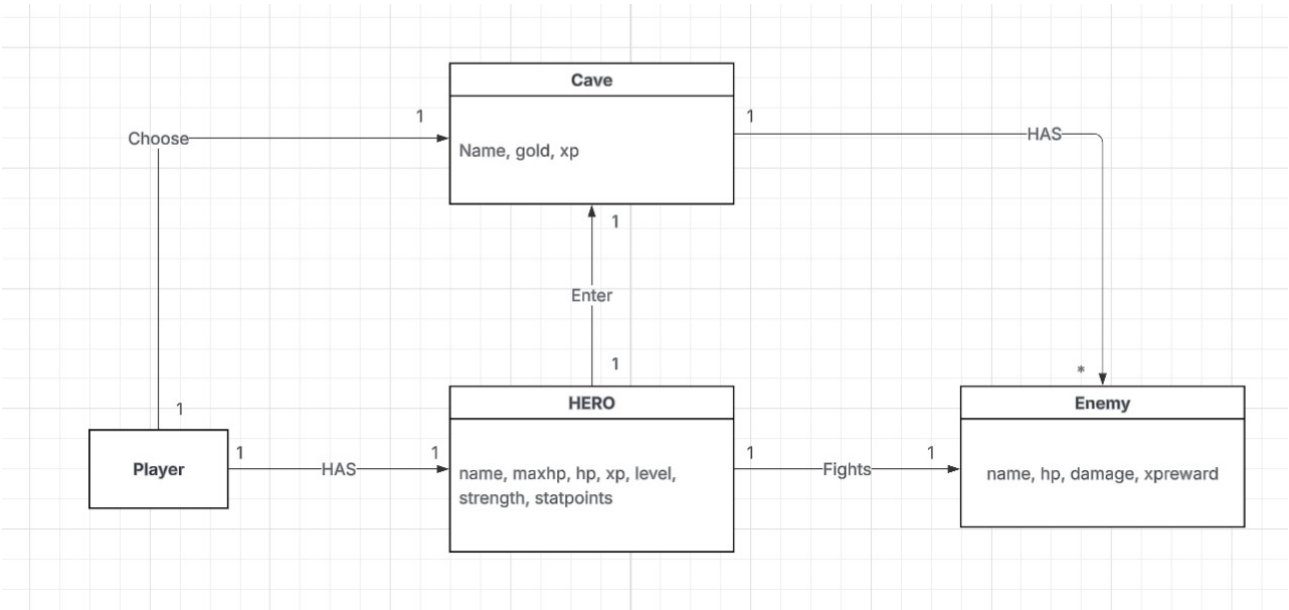 Cave
1
1
Choose
HAS
Name, gold, xp
1
Enter
1
*
HERO
Enemy
1
Player
1
HAS
1
name, maxhp, hp, xp, level,
strength, statpoints
1
Fights
1
name, hp, damage, xpreward